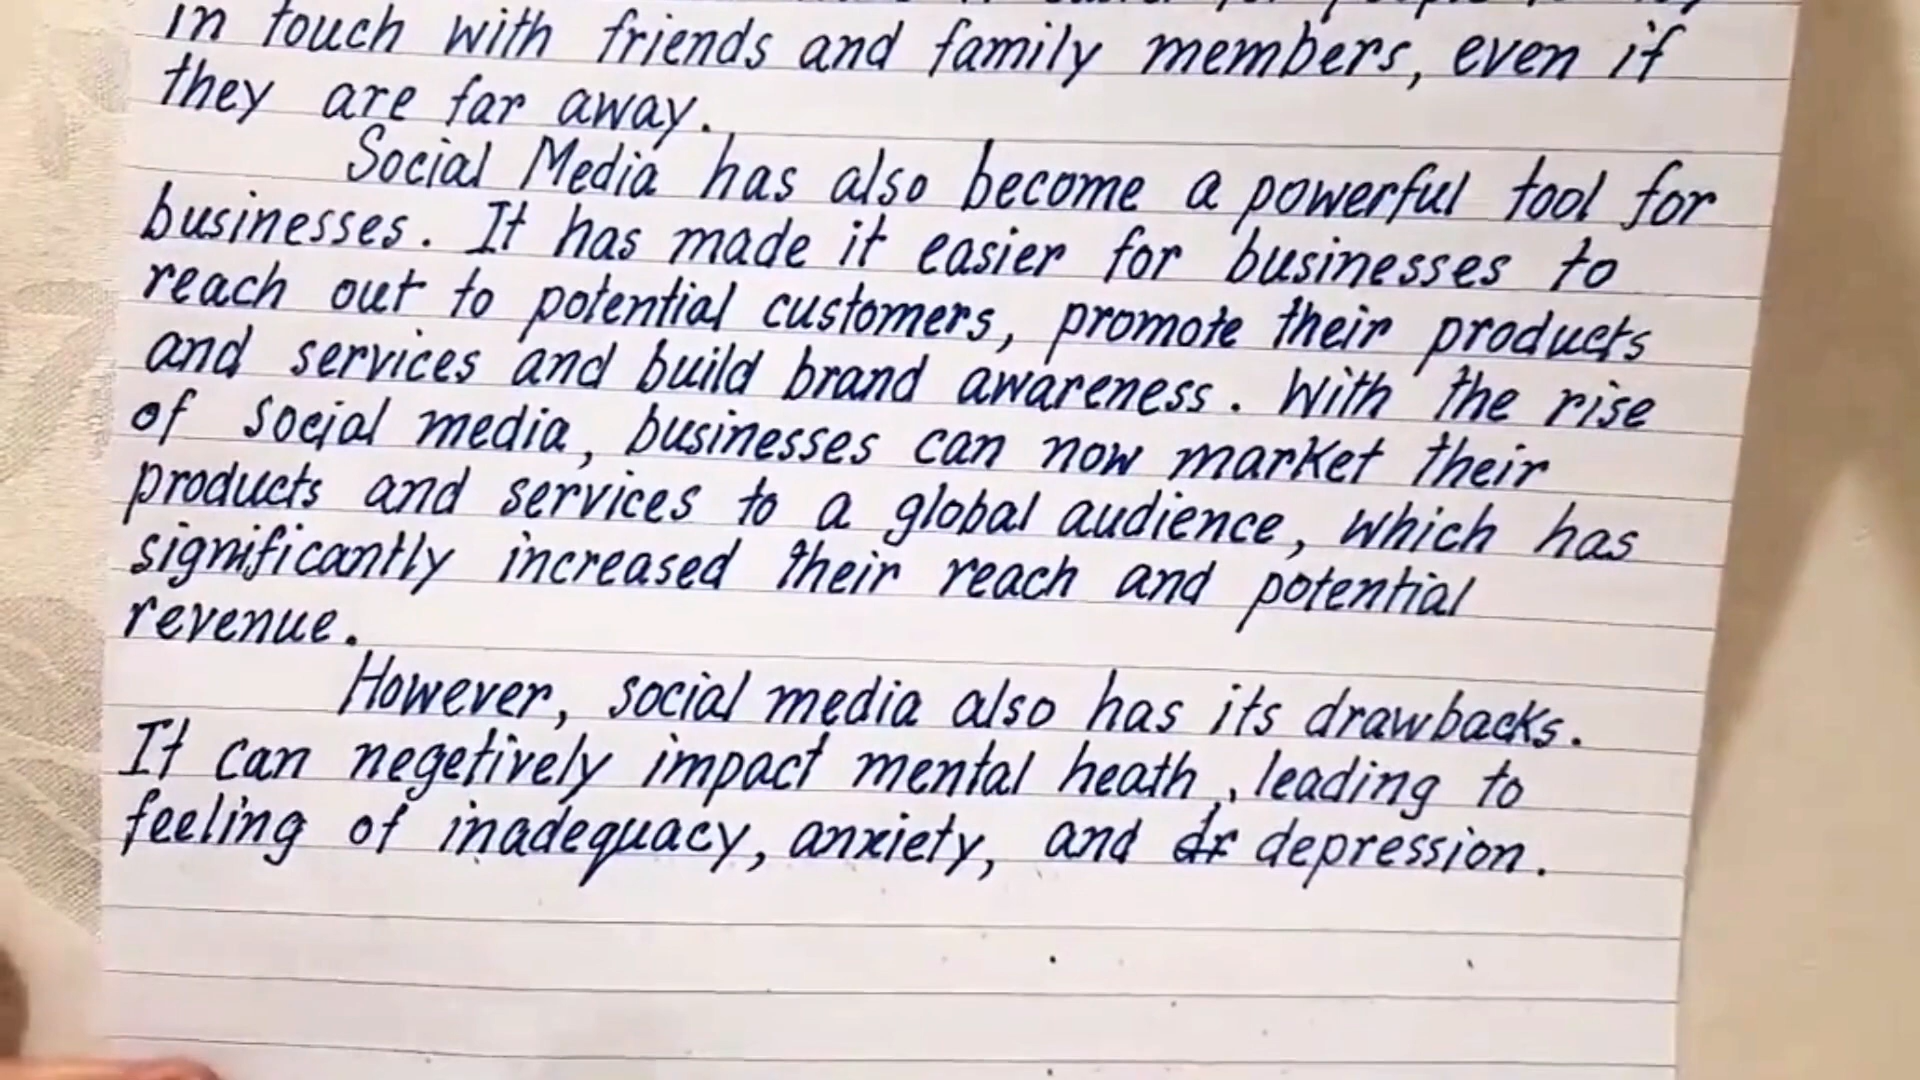 in touch with friends and family members, even if
they are far away.
Social Media has also become a powerful tool for
businesses. It has made it easier for businesses to
reach out to potential customers, promote their products
and services and build brand awareness. With the rise
of social media, businesses can now market their
products and services to a global audience, which has
significantly increased their reach and potential
revenue.
However, social media also has its drawbacks.
It can negetively impact mental heath, leading to
feeling of inadequacy, anxiety, and dr depression.